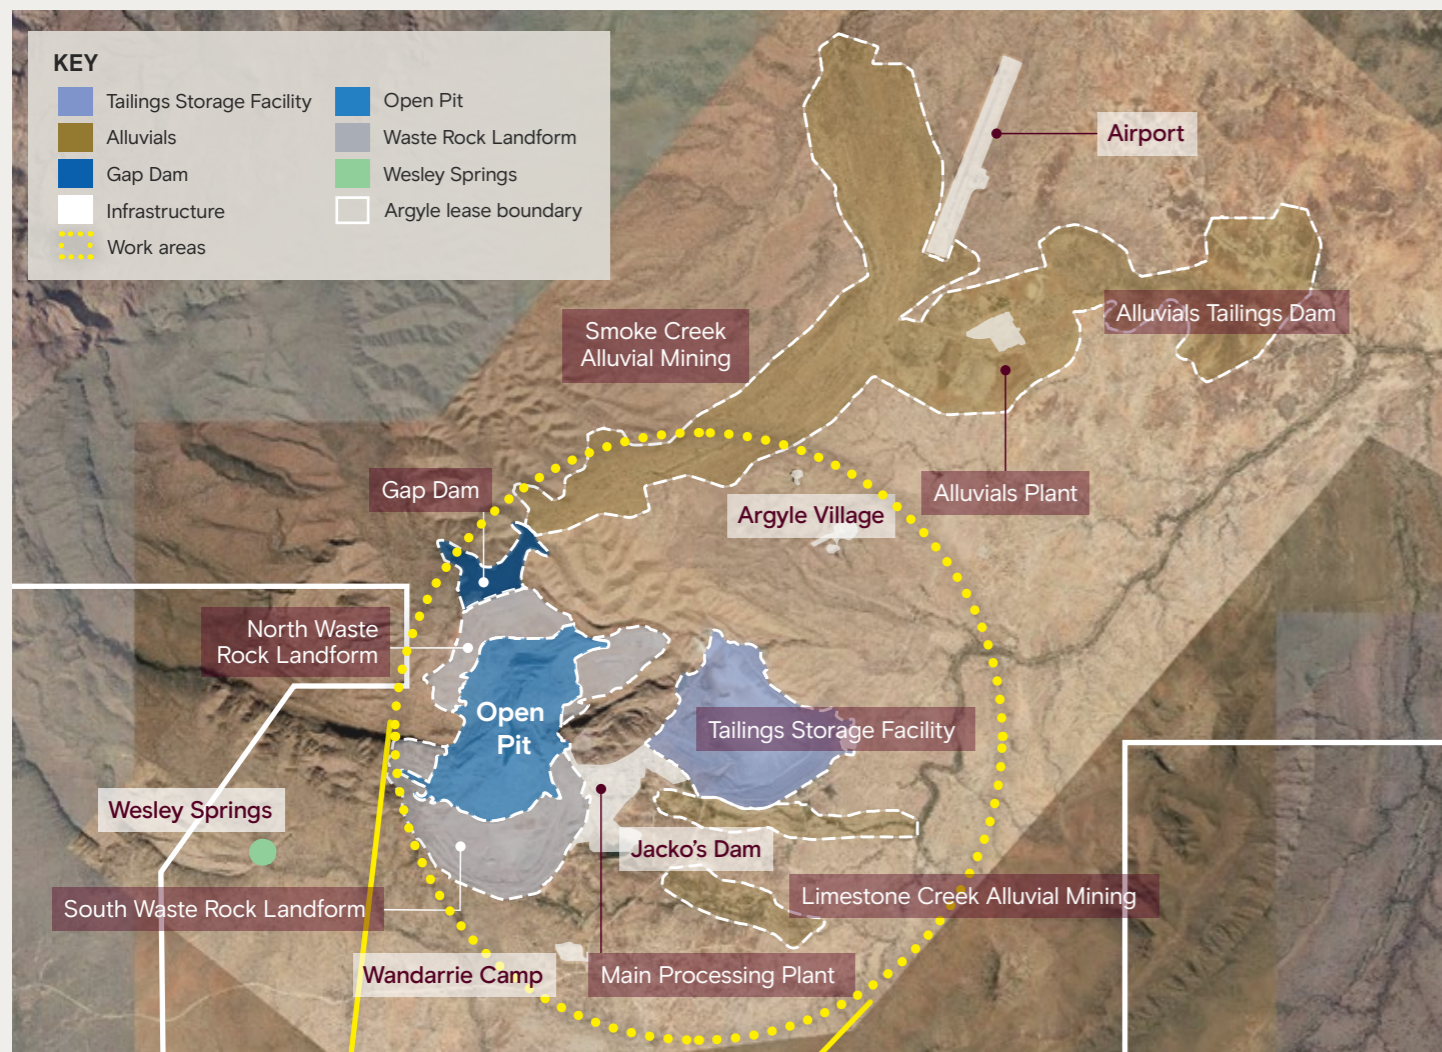 KEY
Tailings Storage Facility
Alluvials
Gap Dam
Infrastructure
Work areas
Open Pit
Waste Rock Landform
Wesley Springs
Argyle lease boundary
Airport
Alluvials Tailings Dam
Smoke Creek
Alluvial Mining
Gap Dam
Alluvials Plant
Argyle Village
North Waste
Rock Landform
Open
Pit
Tailings Storage Facility
Wesley Springs
Jacko’s Dam
Limestone Creek Alluvial Mining
South Waste Rock Landform
Wandarrie Camp
Main Processing Plant